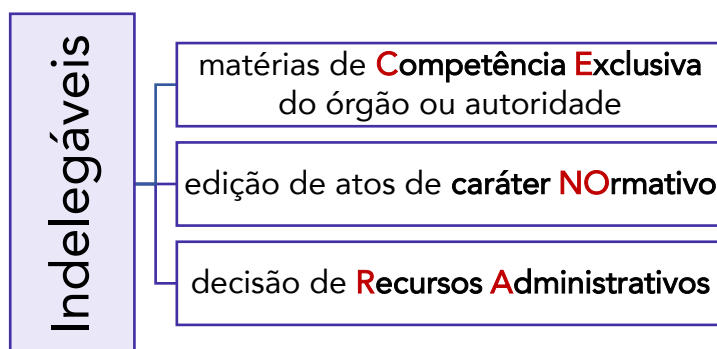 Indelegáveis
matérias de Competência Exclusiva
do órgão ou autoridade
edição de atos de caráter NOrmativo
decisão de Recursos Administrativos